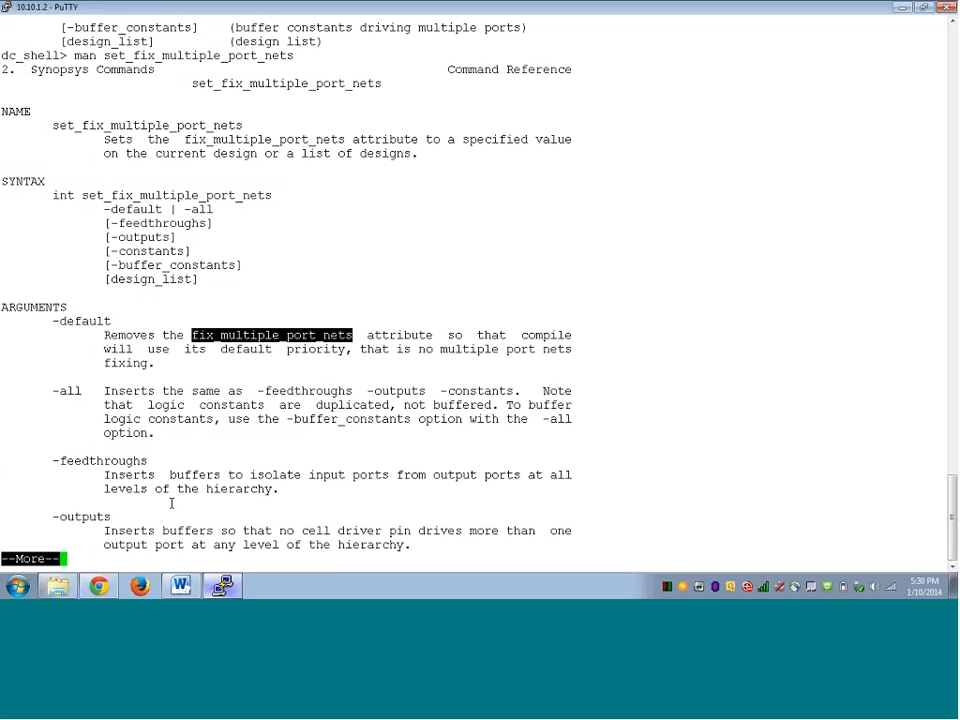 10.10.1.2 - PuTTY
[-buffer_constants]    (buffer constants driving multiple ports)
[design_list]          (design list)
dc_shell> man set_fix_multiple_port_nets
2.  Synopsys Commands                                        Command Reference
set_fix_multiple_port_nets
NAME
set_fix_multiple_port_nets
Sets  the  fix_multiple_port_nets attribute to a specified value
on the current design or a list of designs.
SYNTAX
int set_fix_multiple_port_nets
-default | -all
[-feedthroughs]
[-outputs]
[-constants]
[-buffer_constants]
[design_list]
ARGUMENTS
-default
Removes the fix_multiple_port_nets  attribute  so  that  compile
will  use  its  default  priority, that is no multiple port nets
fixing.
-all   Inserts the same as  -feedthroughs  -outputs  -constants.   Note
that  logic  constants  are  duplicated, not buffered. To buffer
logic constants, use the -buffer_constants option with the  -all
option.
-feedthroughs
Inserts  buffers to isolate input ports from output ports at all
levels of the hierarchy.
-outputs
Inserts buffers so that no cell driver pin drives more than  one
output port at any level of the hierarchy.
--More--
5:30 PM
1/10/2014